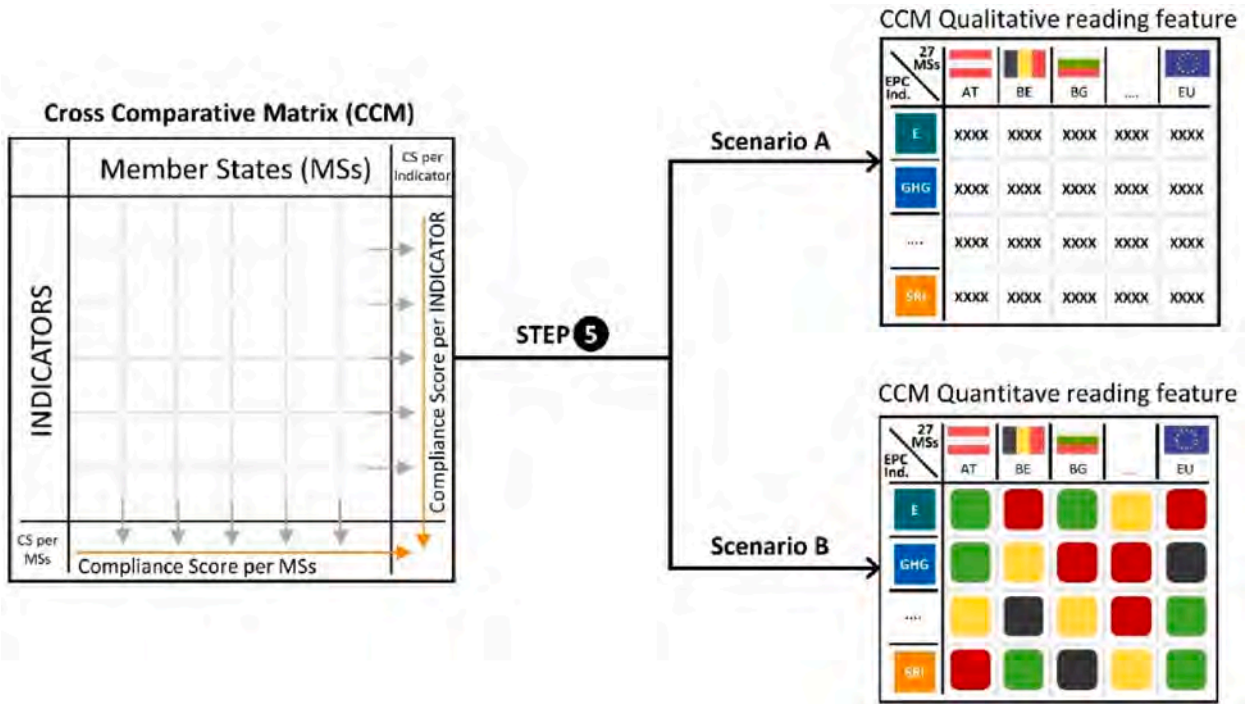 Cross Comparative Matrix (CCM)
Member States (MSs)
CS per
Indicator
INDICATORS
Compliance Score per INDICATOR
CS per
MSs
Compliance Score per MSs
STEP 5
Scenario A
Scenario B
CCM Qualitative reading feature
27
MSs
EPC
Ind.
AT BE BG .... EU
E XXXX XXXX XXXX XXXX XXXX
GHG XXXX XXXX XXXX XXXX XXXX
.... XXXX XXXX XXXX XXXX XXXX
SRI XXXX XXXX XXXX XXXX XXXX
CCM Quantitave reading feature
27
MSs
EPC
Ind.
AT BE BG .... EU
E
GHG
....
SRI